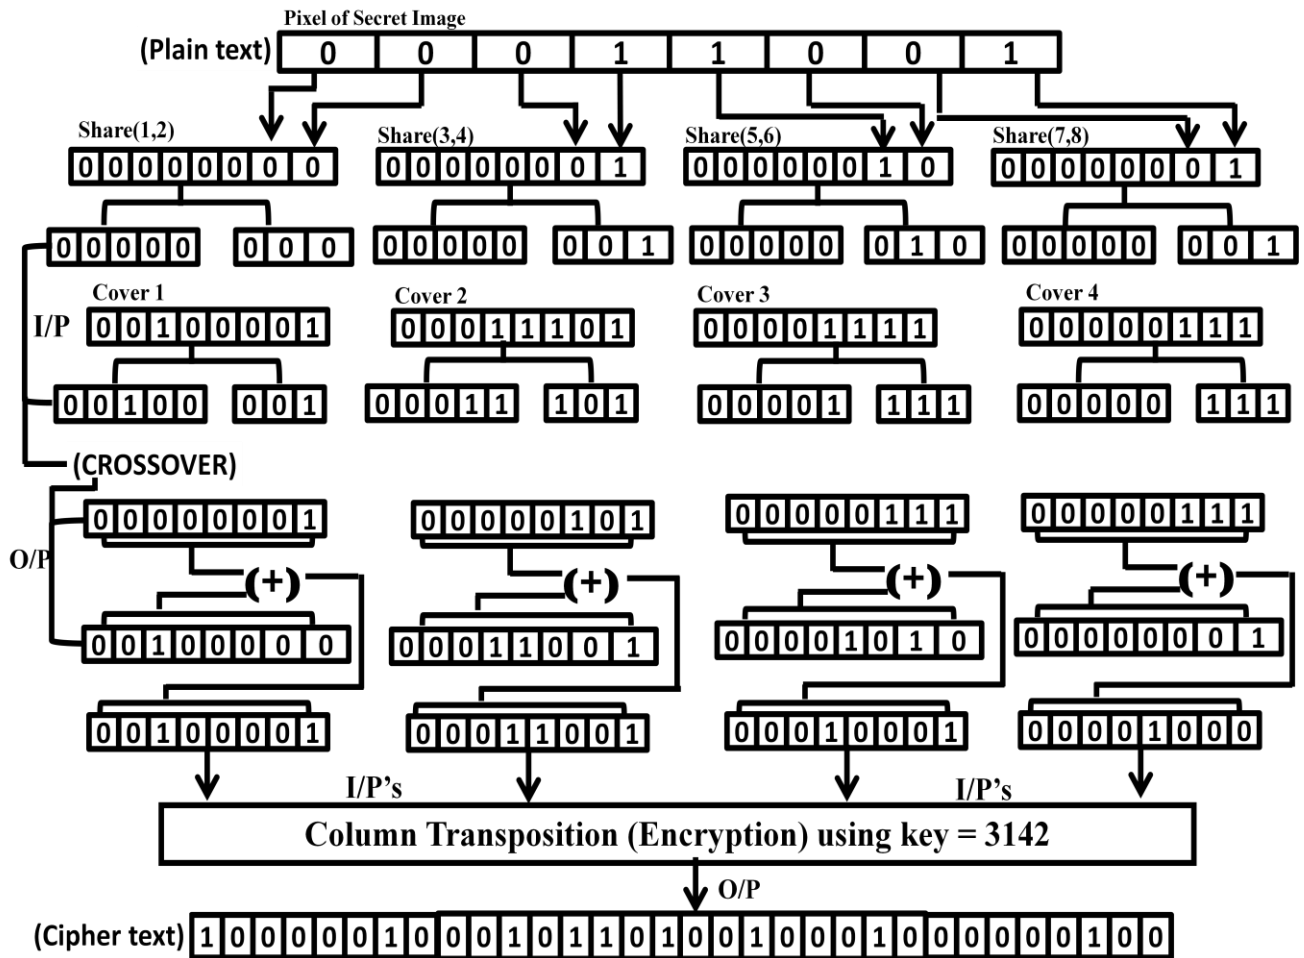 Pixel of Secret Image
(Plain text) 0 0 0 1 1 0 0 1
Share(1,2) Share(3,4) Share(5,6) Share(7,8)
0 0 0 0 0 0 0 0 0 0 0 0 0 0 0 1 0 0 0 0 0 0 1 0 0 0 0 0 0 0 0 1
0 0 0 0 0 0 0 0 0 0 0 0 0 0 0 1 0 0 0 0 0 0 1 0 0 0 0 0 0 0 0 1
Cover 1 Cover 2 Cover 3 Cover 4
I/P 0 0 1 0 0 0 0 1 0 0 0 1 1 1 0 1 0 0 0 0 1 1 1 1 0 0 0 0 0 1 1 1
0 0 1 0 0 0 0 1 0 0 0 1 1 1 0 1 0 0 0 0 1 1 1 1 0 0 0 0 0 1 1 1
(CROSSOVER)
0 0 0 0 0 0 0 1 0 0 0 0 0 1 0 1 0 0 0 0 0 1 1 1 0 0 0 0 0 1 1 1
O/P (+) (+) (+) (+)
0 0 1 0 0 0 0 0 0 0 0 1 1 0 0 1 0 0 0 0 1 0 1 0 0 0 0 0 0 0 0 1
0 0 1 0 0 0 0 1 0 0 0 1 1 0 0 1 0 0 0 1 0 0 0 1 0 0 0 0 1 0 0 0
I/P's I/P's
Column Transposition (Encryption) using key = 3142
O/P
(Cipher text) 1 0 0 0 0 0 1 0 0 0 1 0 1 1 0 1 0 0 1 0 0 0 1 0 0 0 0 0 0 1 0 0